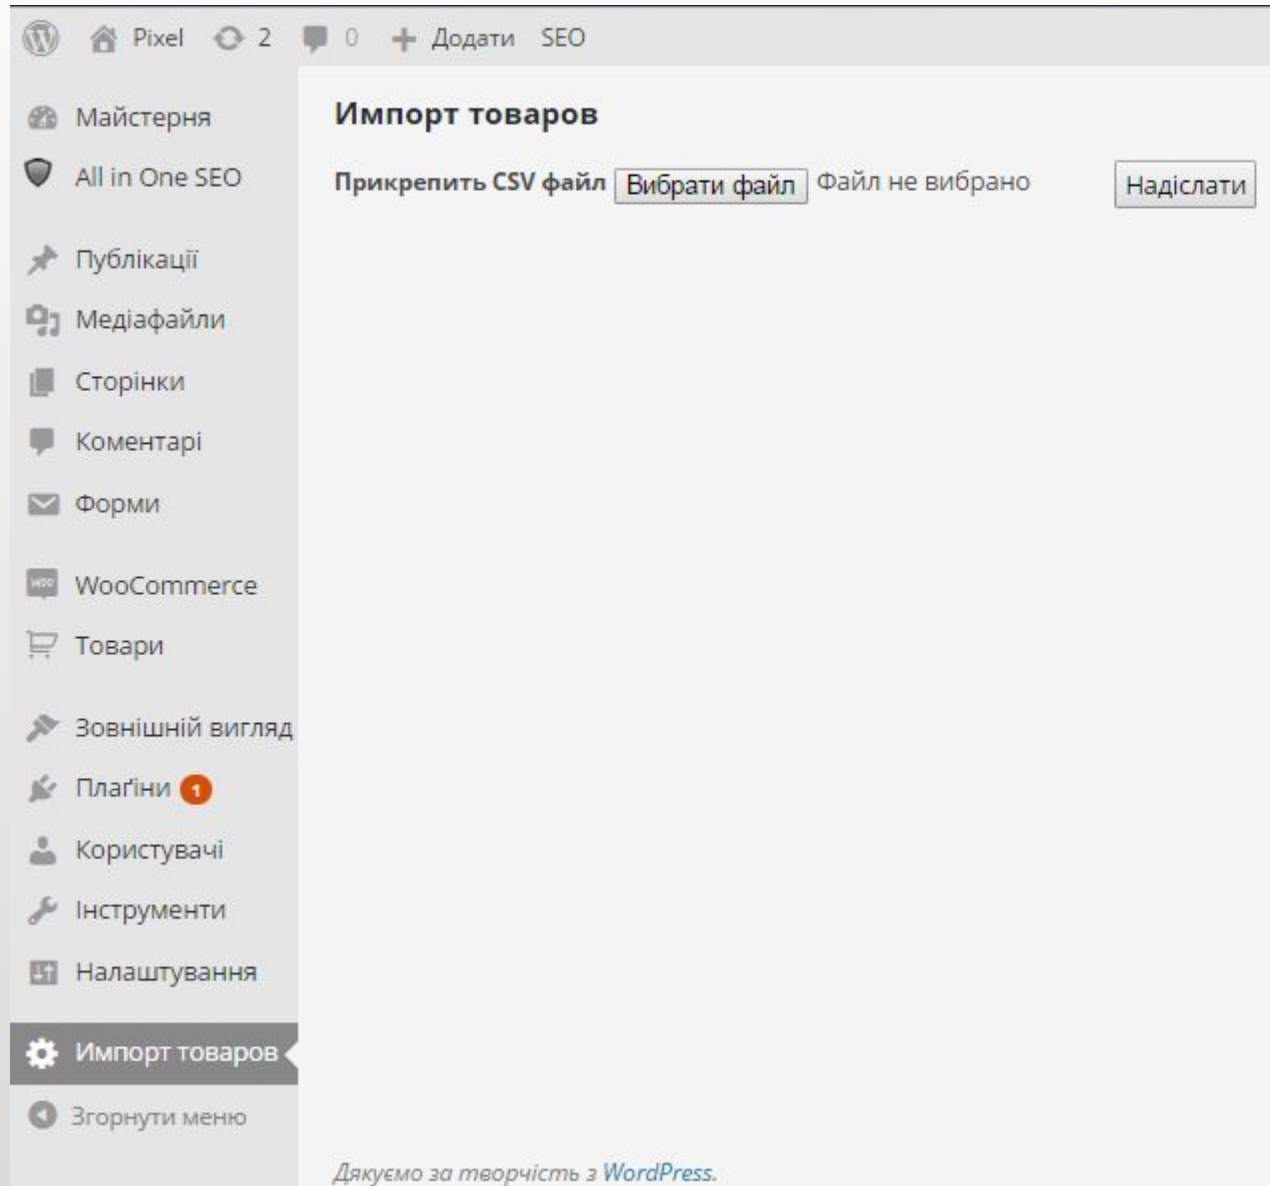 Pixel 2 0 + Додати SEO
Майстерня
All in One SEO
Публікації
Медіафайли
Сторінки
Коментарі
Форми
WooCommerce
Товари
Зовнішній вигляд
Плаґіни 1
Користувачі
Інструменти
Налаштування
Импорт товаров
Згорнути меню
Импорт товаров
Прикрепить CSV файл Вибрати файл Файл не вибрано Надіслати
Дякуємо за творчість з WordPress.